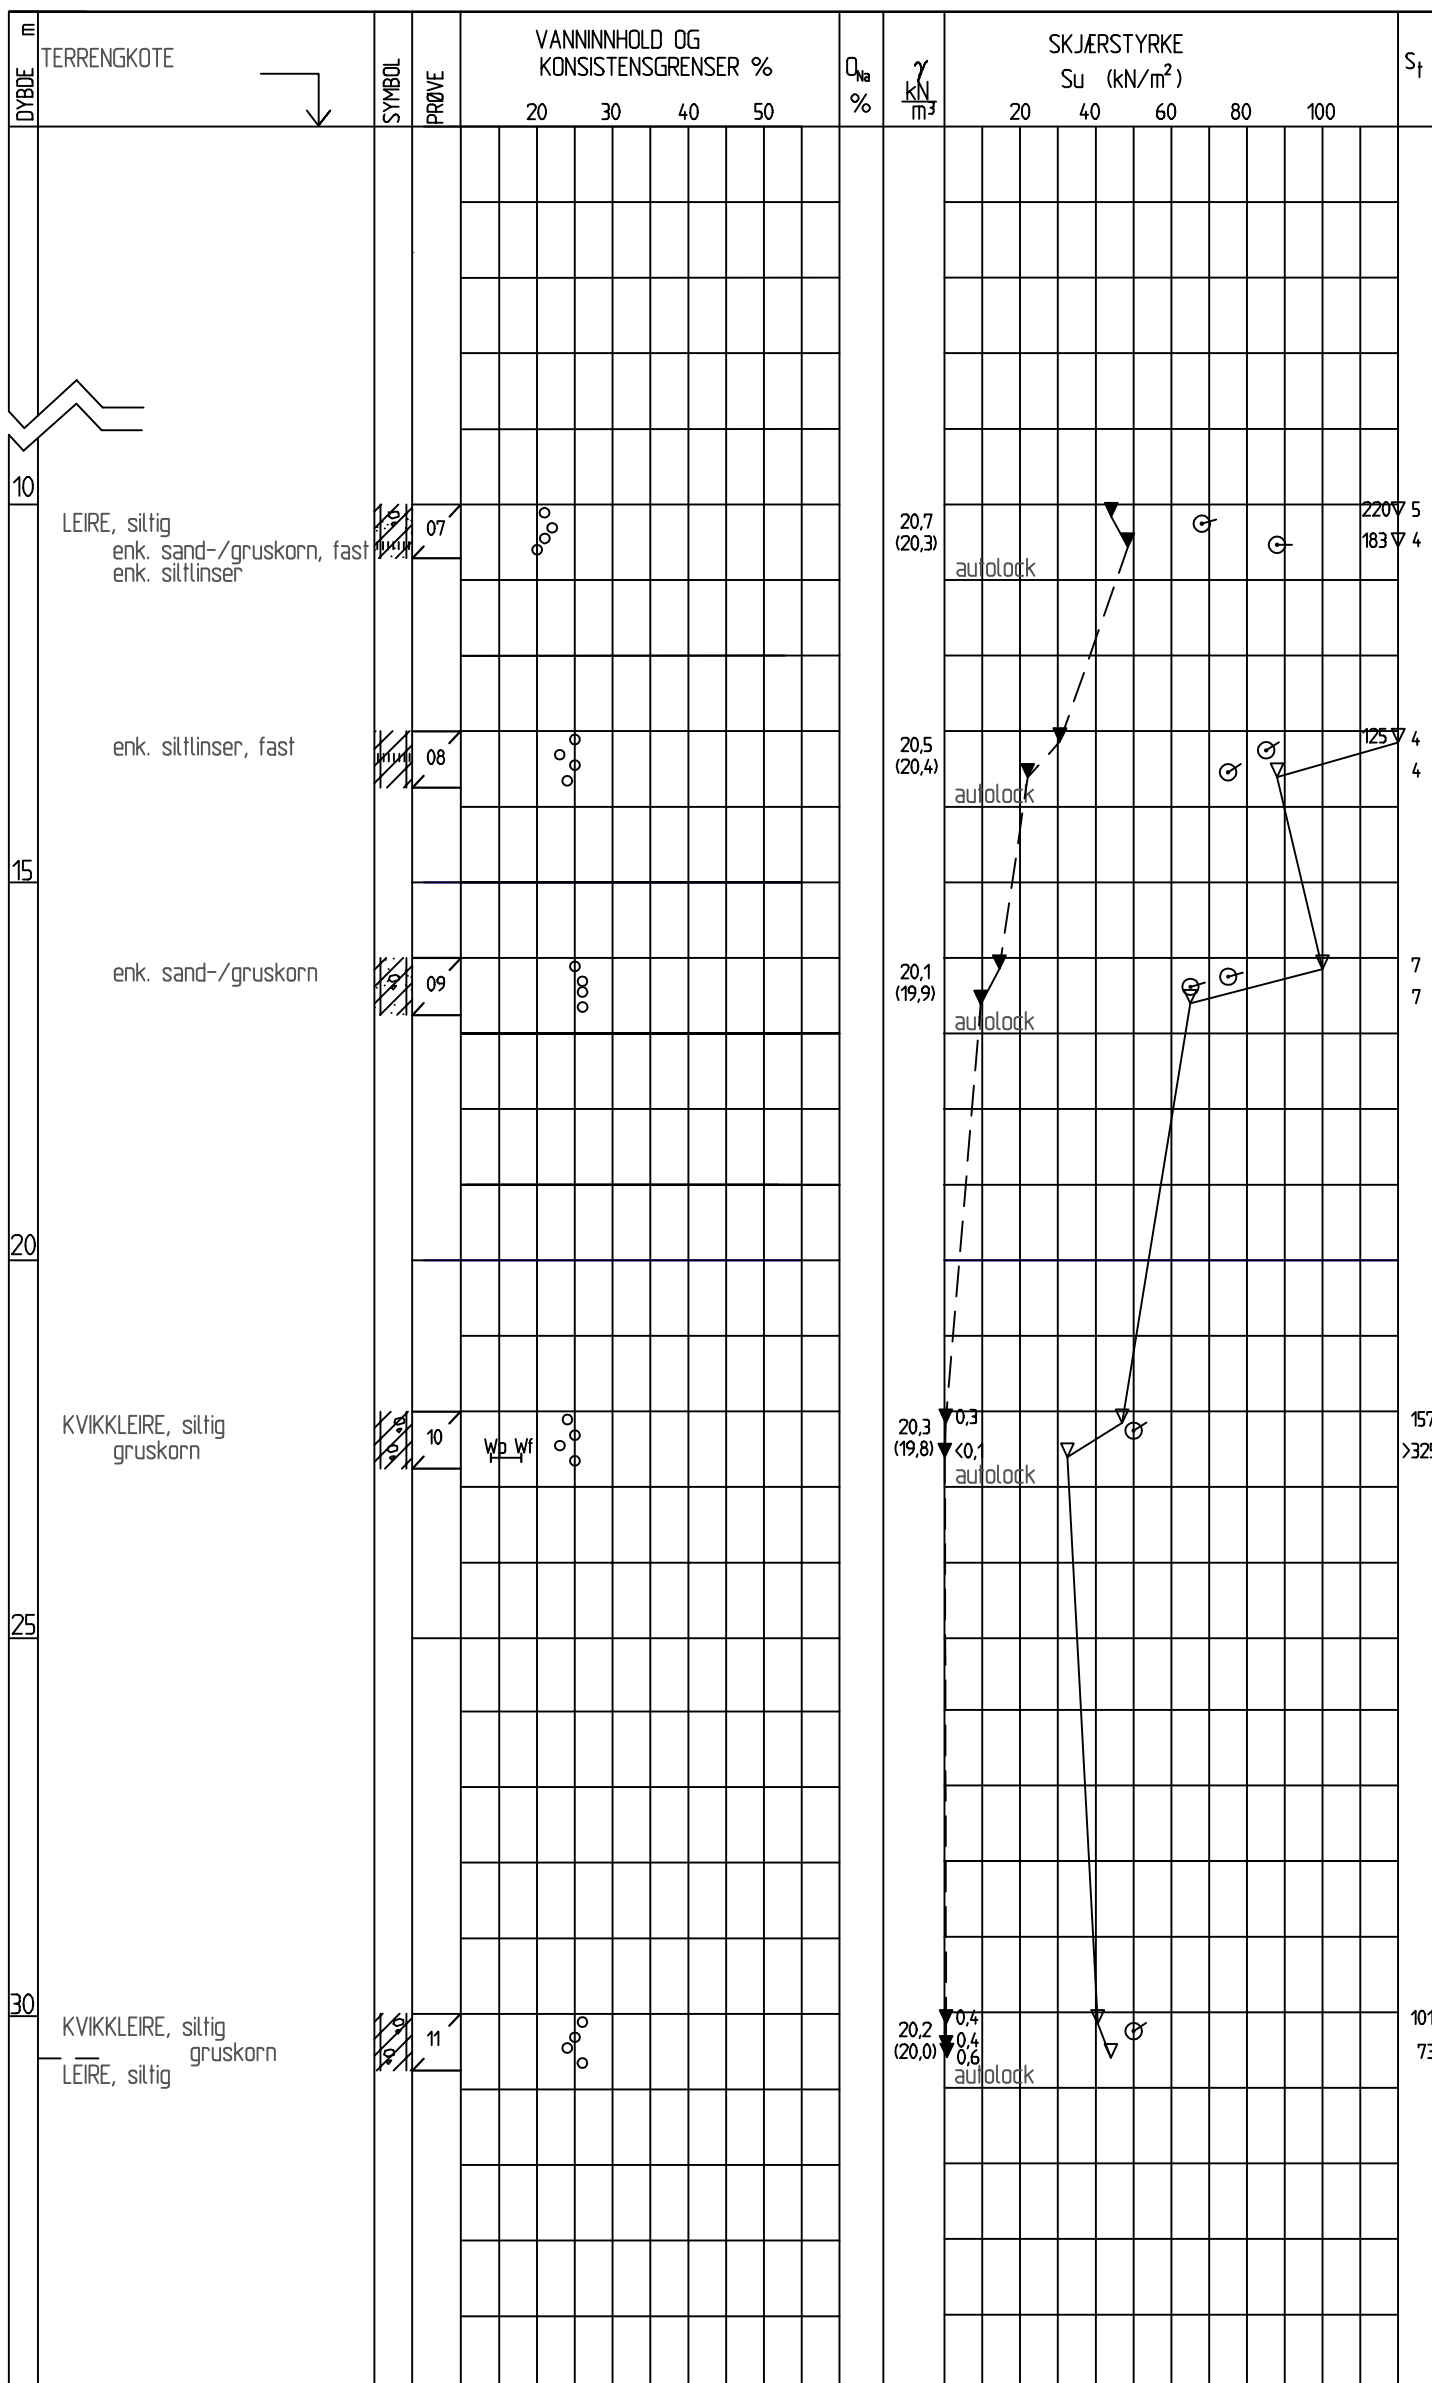 DYBDE m
TERRENGKOTE
SYMBOL
PRØVE
VANNINNHOLD OG
KONSISTENSGRENSER %
20 30 40 50
O Na
%
γ
kN
m³
SKJÆRSTYRKE
Su (kN/m²)
20 40 60 80 100
St
10
LEIRE, siltig
enk. sand-/gruskorn, fast
enk. siltlinser
07
20,7
(20,3)
autolock
220 5
183 4
enk. siltlinser, fast
08
20,5
(20,4)
autolock
125 4
4
15
enk. sand-/gruskorn
09
20,1
(19,9)
autolock
7
7
20
KVIKKLEIRE, siltig
gruskorn
10
Wp Wf
20,3
(19,8)
0,3
<0,1
autolock
157
>325
25
30
KVIKKLEIRE, siltig
gruskorn
LEIRE, siltig
11
20,2
(20,0)
0,4
0,4
0,6
autolock
101
73